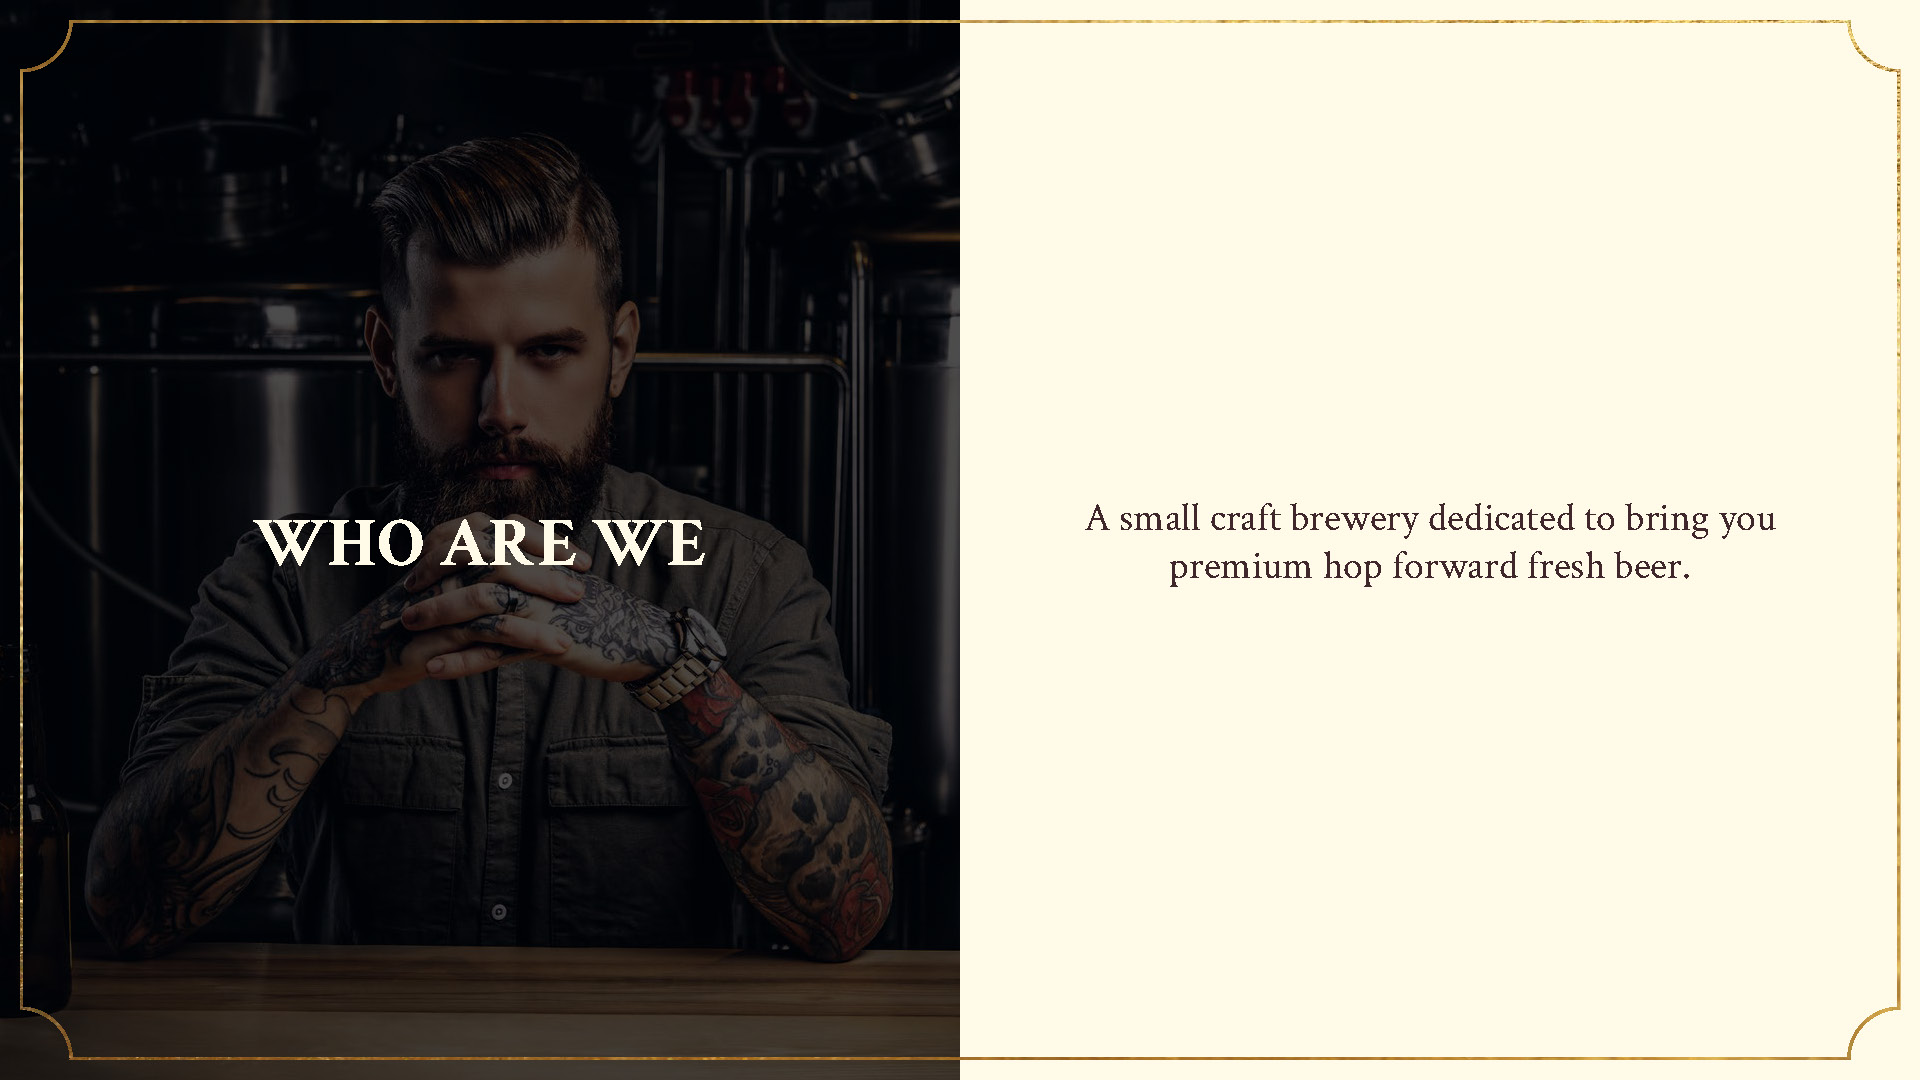 WHO ARE WE
A small craft brewery dedicated to bring you
premium hop forward fresh beer.